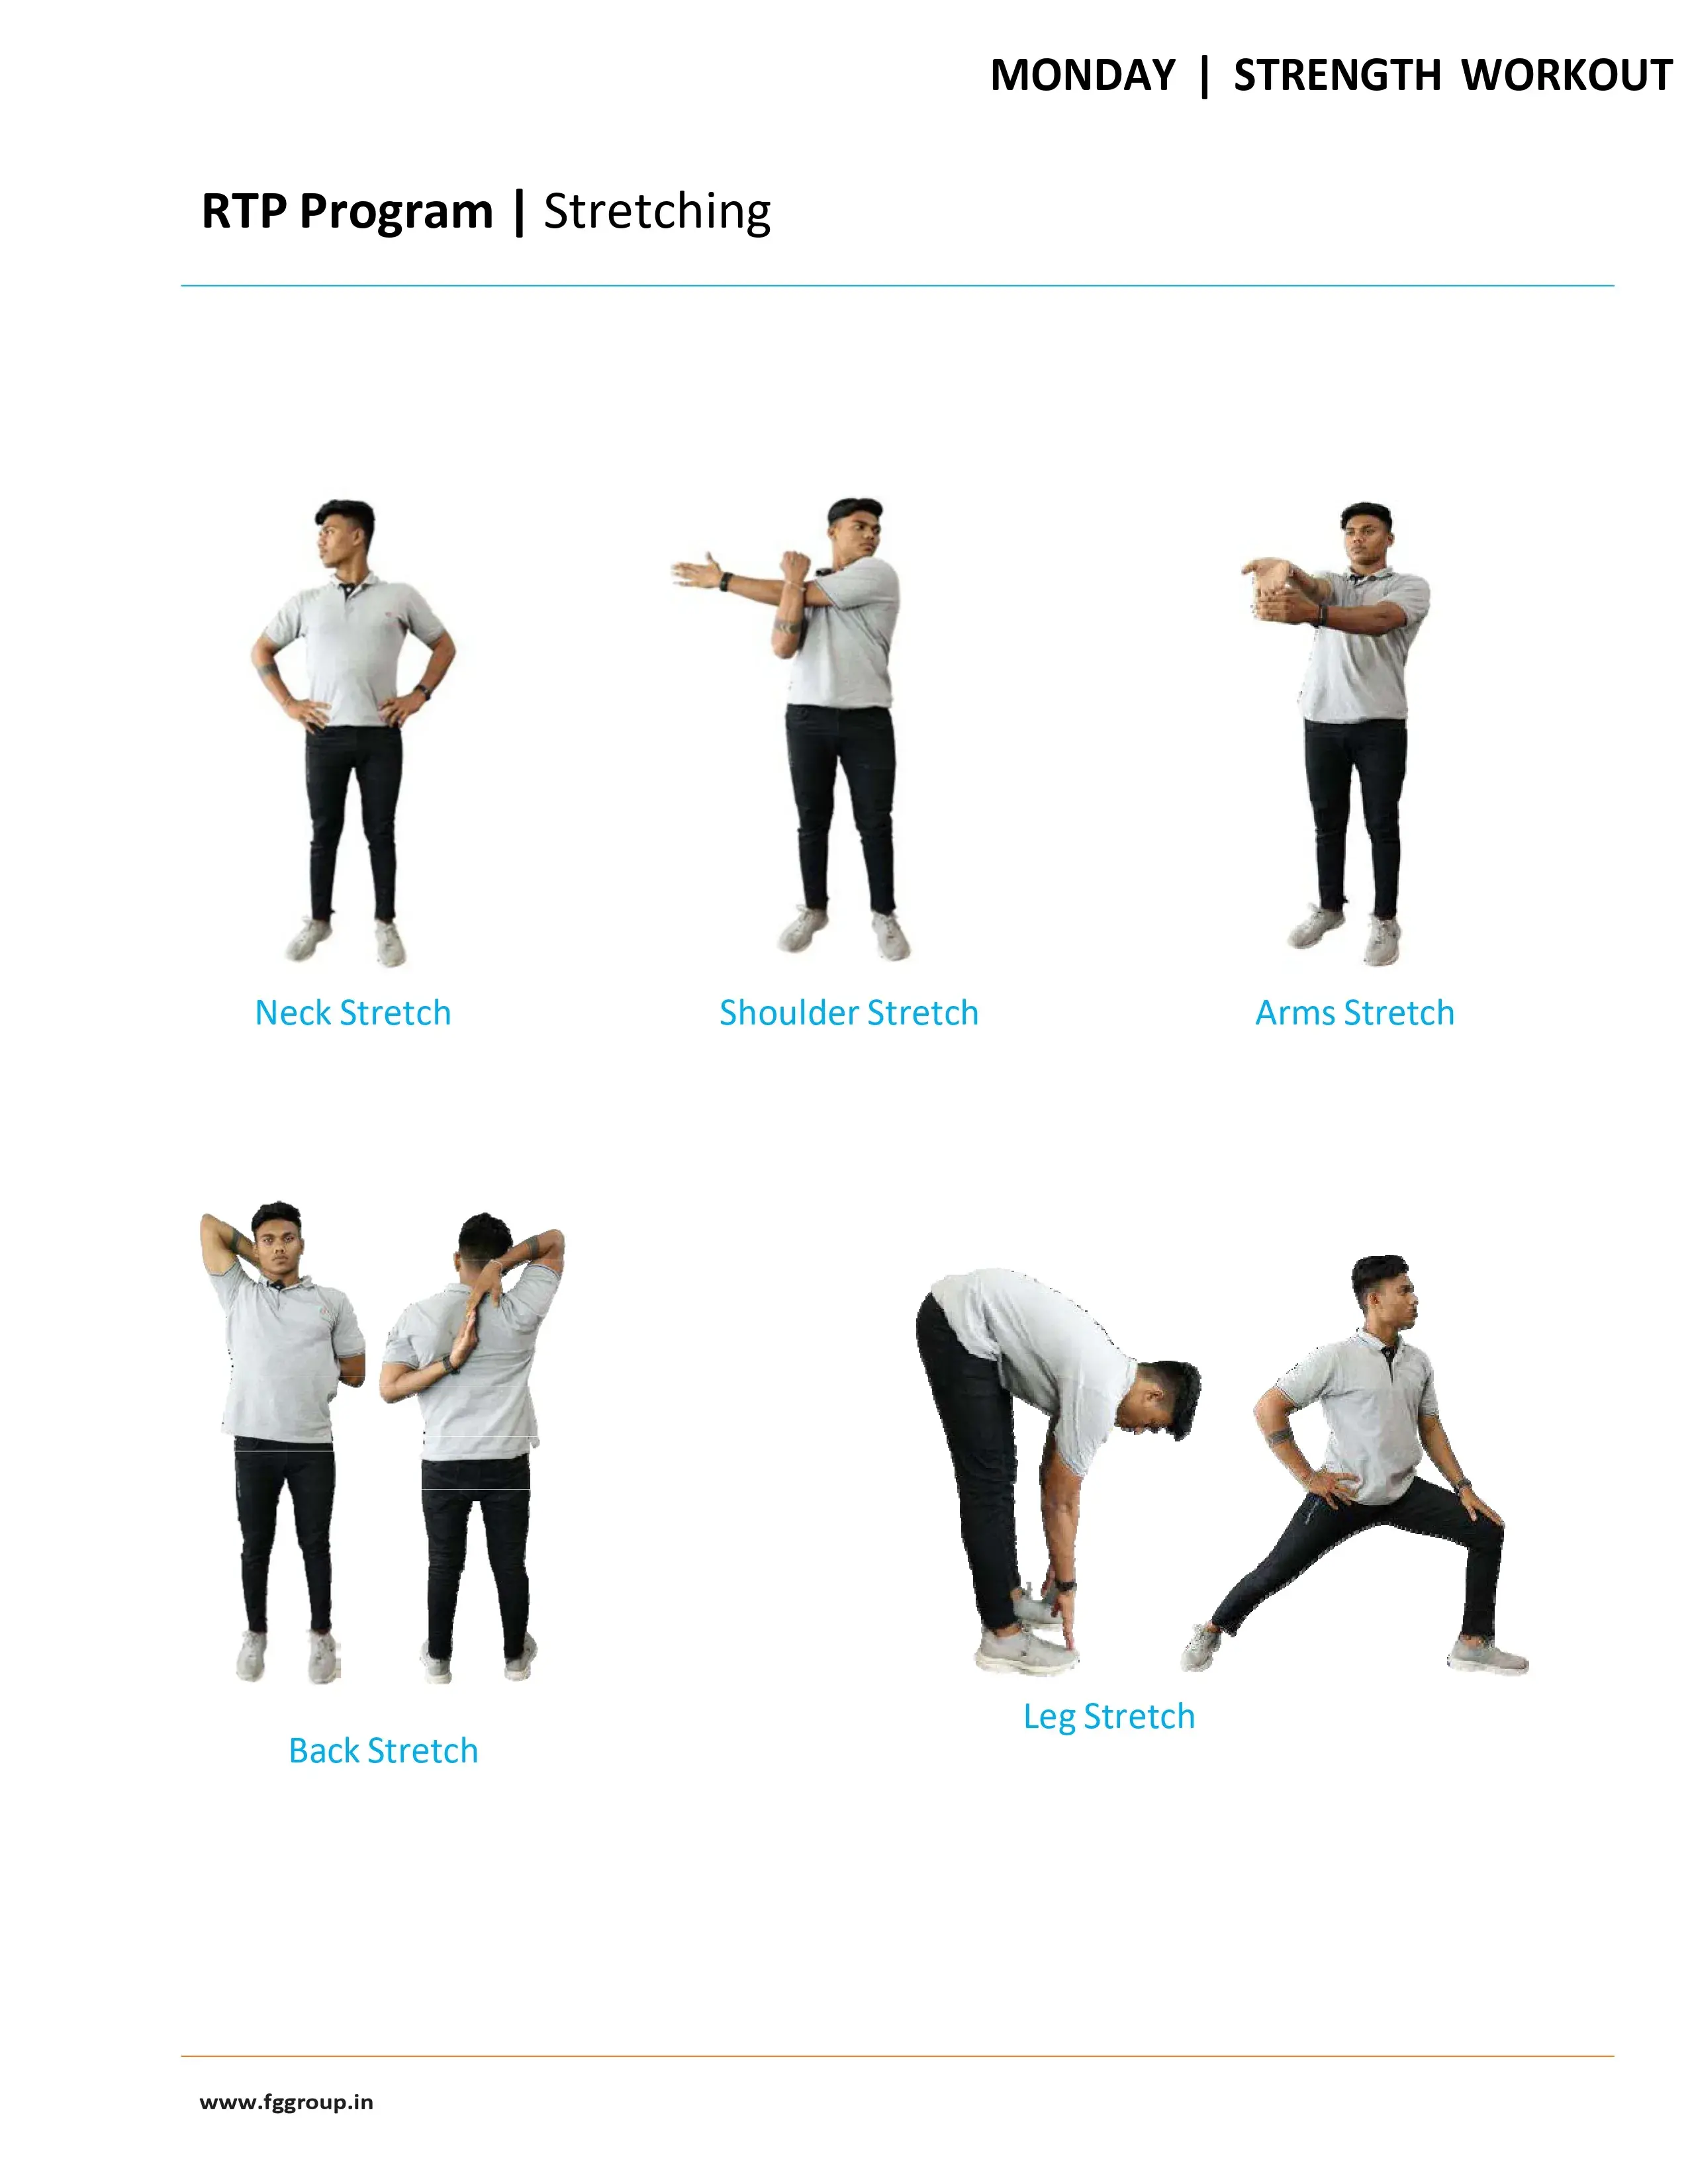 MONDAY | STRENGTH WORKOUT
RTP Program | Stretching
Neck Stretch
Shoulder Stretch
Arms Stretch
Back Stretch
Leg Stretch
www.fggroup.in